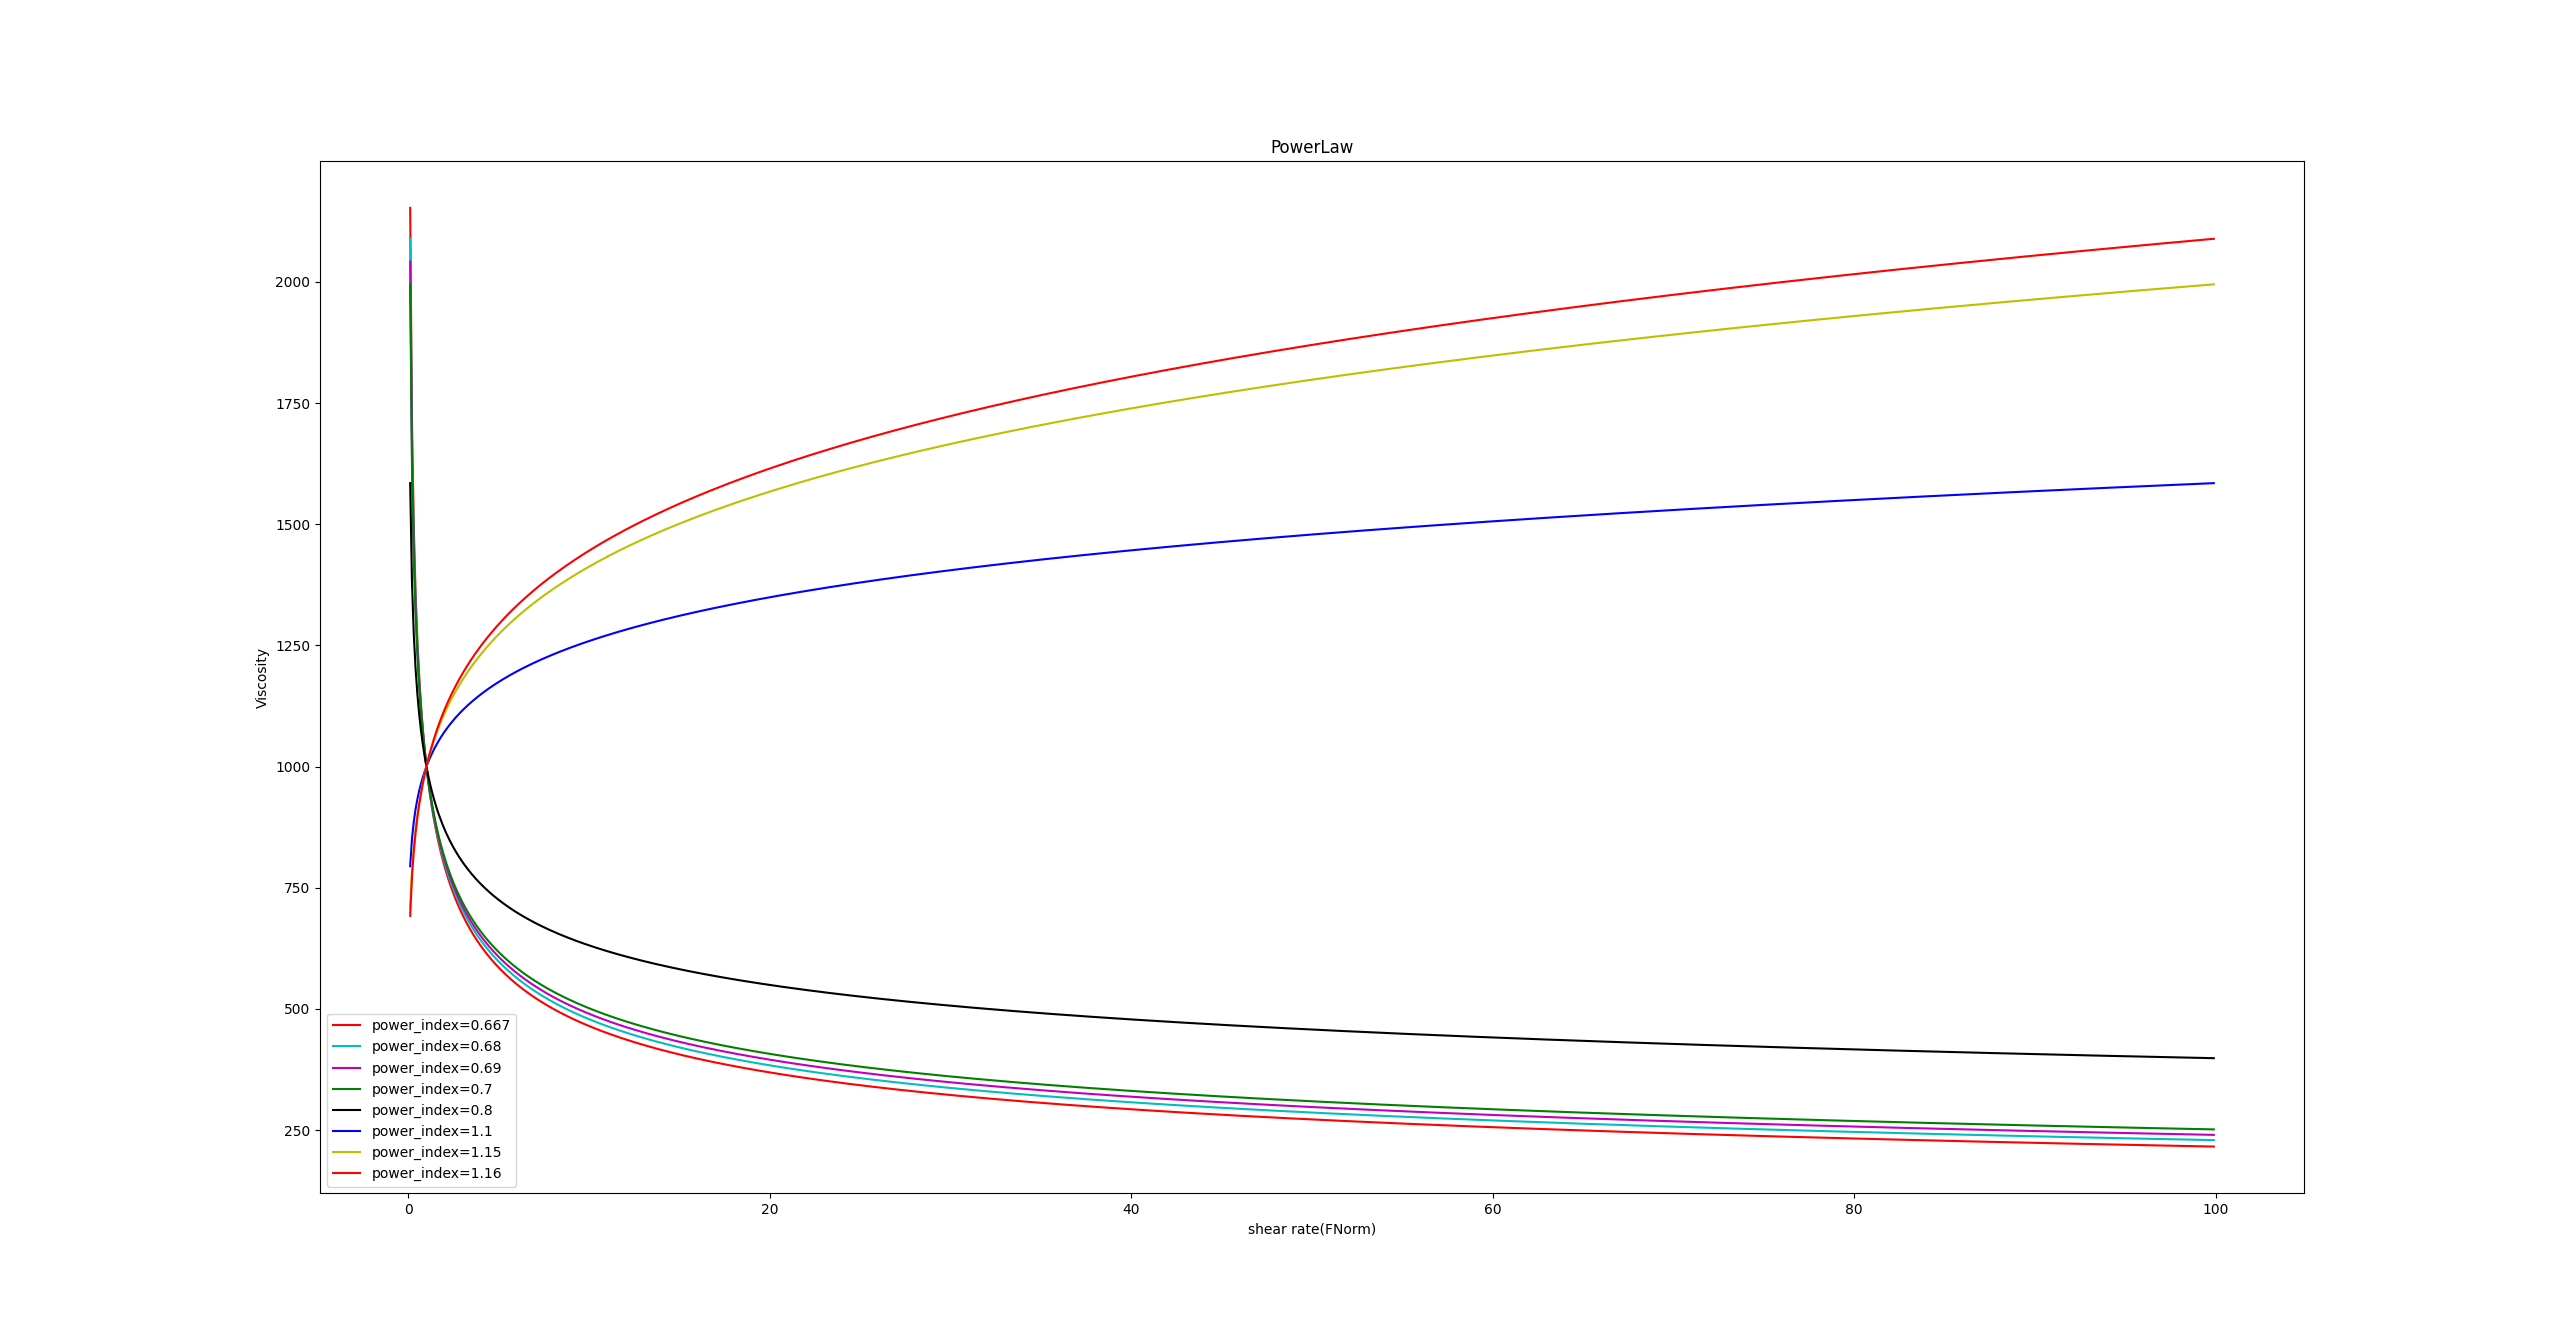 PowerLaw
2000
1750
1500
1250
1000
750
500
250
Viscosity
power_index=0.667
power_index=0.68
power_index=0.69
power_index=0.7
power_index=0.8
power_index=1.1
power_index=1.15
power_index=1.16
0 20 40 60 80 100
shear rate(FNorm)